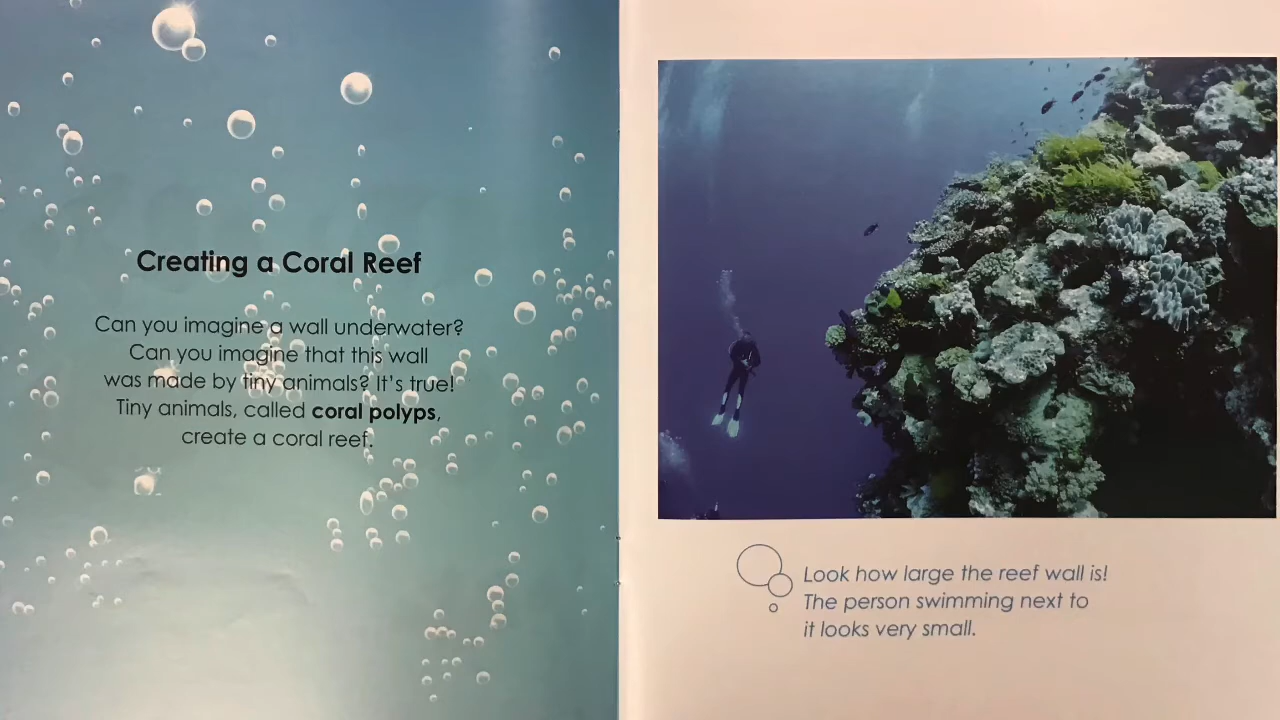 Creating a Coral Reef
Can you imagine a wall underwater?
Can you imagine that this wall
was made by tiny animals? It's true!
Tiny animals, called coral polyps,
create a coral reef.
Look how large the reef wall is!
The person swimming next to
it looks very small.